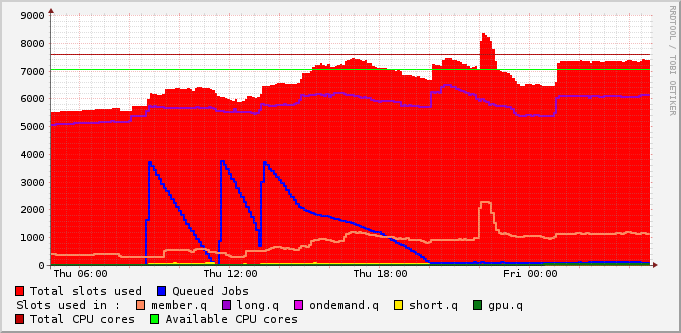 9000
8000
7000
6000
5000
4000
3000
2000
1000
0
Thu 06:00 Thu 12:00 Thu 18:00 Fri 00:00
RRDTOOL / TOBI OETIKER
Total slots used Queued Jobs
Slots used in : member.q long.q ondemand.q short.q gpu.q
Total CPU cores Available CPU cores